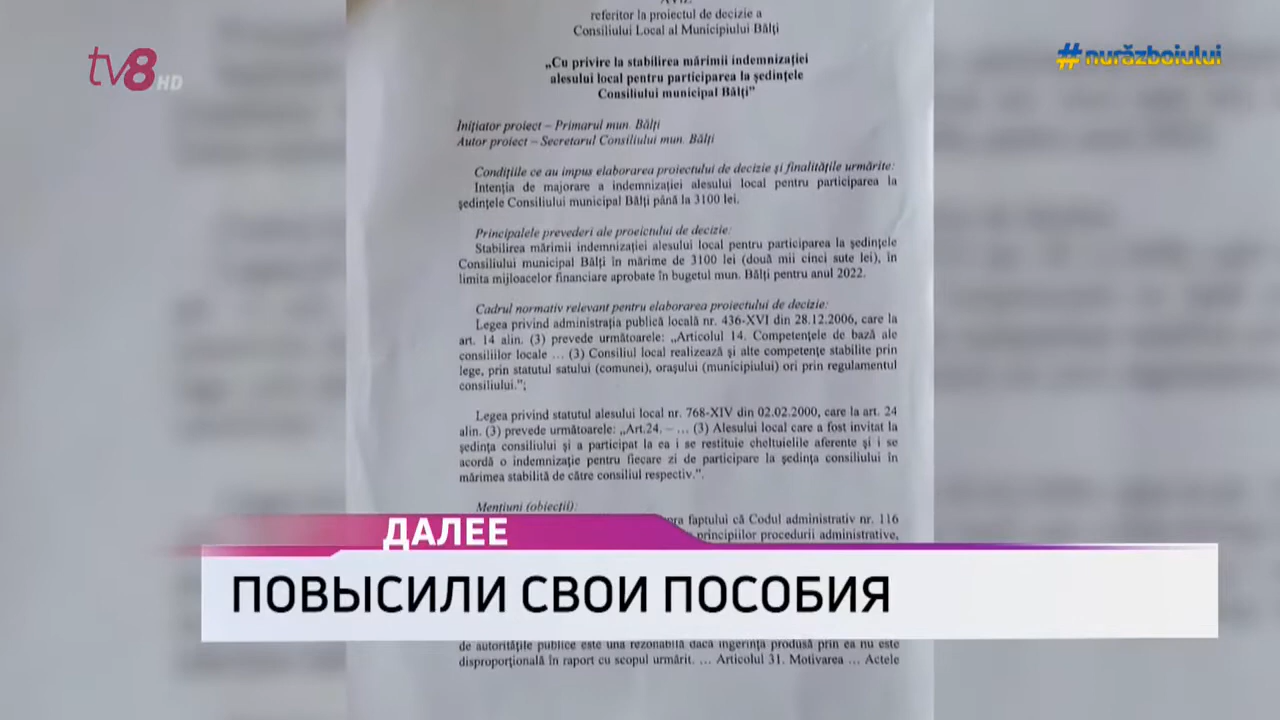 referitor la proiectul de decizie a
Consiliului Local al Municipiului Bălți
„Cu privire la stabilirea mărimii indemnizației
alesului local pentru participarea la ședințele
Consiliului municipal Bălți”
tv8 HD
#nurăzboiului
Inițiator proiect – Primarul mun. Bălți
Autor proiect – Secretarul Consiliului mun. Bălți
Condițiile ce au impus elaborarea proiectului de decizie și finalitățile urmărite:
Intenția de majorare a indemnizației alesului local pentru participarea la
ședințele Consiliului municipal Bălți până la 3100 lei.
Principalele prevederi ale proeictului de decizie:
Stabilirea mărimii indemnizației alesului local pentru participarea la ședințele
Consiliului municipal Bălți în mărime de 3100 lei (două mii cinci sute lei), în
limita mijloacelor financiare aprobate în bugetul mun. Bălți pentru anul 2022.
Cadrul normativ relevant pentru elaborarea proiectului de decizie:
Legea privind administrația publică locală nr. 436-XVI din 28.12.2006, care la
art. 14 alin. (3) prevede următoarele: „Articolul 14. Competențele de bază ale
consiliilor locale … (3) Consiliul local realizează și alte competențe stabilite prin
lege, prin statutul satului (comunei), orașului (municipiului) ori prin regulamentul
consiliului.”;
Legea privind statutul alesului local nr. 768-XIV din 02.02.2000, care la art. 24
alin. (3) prevede următoarele: „Art.24. – … (3) Alesului local care a fost invitat la
ședința consiliului și a participat la ea i se restituie cheltuielile aferente și i se
acordă o indemnizație pentru fiecare zi de participare la ședința consiliului în
mărimea stabilită de către consiliul respectiv.”.
Mențiuni (obiecții):
faptului că Codul administrativ nr. 116
principiilor procedurii administrative,
ДАЛЕЕ
ПОВЫСИЛИ СВОИ ПОСОБИЯ
de autoritățile publice este una rezonabilă dacă ingerința produsă prin ea nu este
disproporțională în raport cu scopul urmărit. … Articolul 31. Motivarea … Actele